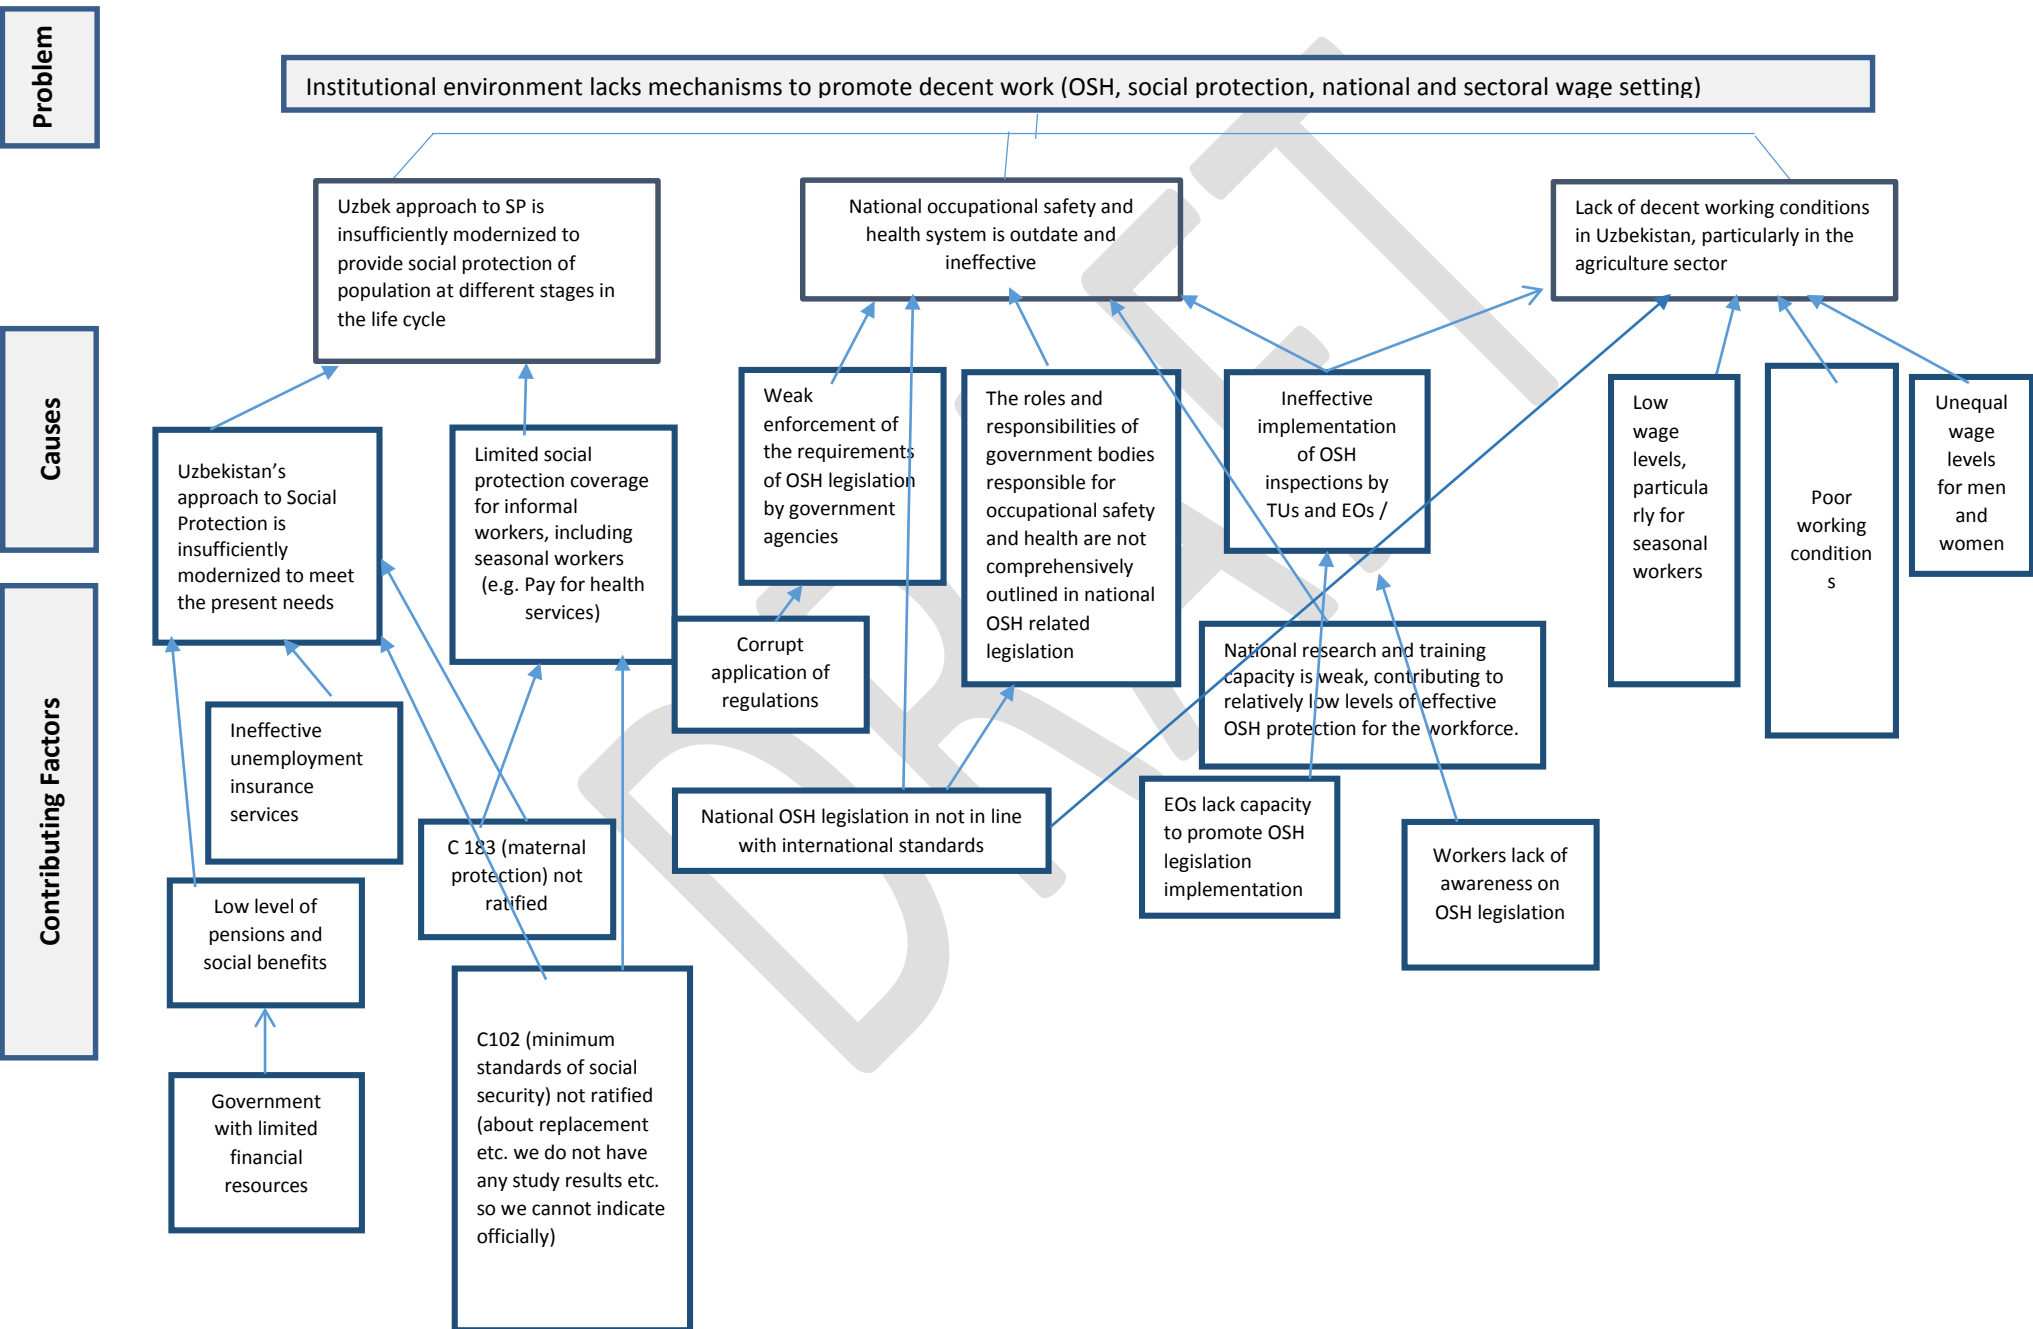 Problem
Institutional environment lacks mechanisms to promote decent work (OSH, social protection, national and sectoral wage setting)
Uzbek approach to SP is
insufficiently modernized to
provide social protection of
population at different stages in
the life cycle
National occupational safety and
health system is outdate and
ineffective
Lack of decent working conditions
in Uzbekistan, particularly in the
agriculture sector
Causes
Uzbekistan's
approach to Social
Protection is
insufficiently
modernized to meet
the present needs
Limited social
protection coverage
for informal
workers, including
seasonal workers
(e.g. Pay for health
services)
Weak
enforcement of
the requirements
of OSH legislation
by government
agencies
The roles and
responsibilities of
government bodies
responsible for
occupational safety
and health are not
comprehensively
outlined in national
OSH related
legislation
Ineffective
implementation
of OSH
inspections by
TUs and EOs /
Low
wage
levels,
particula
rly for
seasonal
workers
Poor
working
condition
s
Unequal
wage
levels
for men
and
women
Contributing Factors
Corrupt
application of
regulations
National research and training
capacity is weak, contributing to
relatively low levels of effective
OSH protection for the workforce.
Ineffective
unemployment
insurance
services
C 183 (maternal
protection) not
ratified
National OSH legislation in not in line
with international standards
EOs lack capacity
to promote OSH
legislation
implementation
Workers lack of
awareness on
OSH legislation
Low level of
pensions and
social benefits
C102 (minimum
standards of social
security) not ratified
(about replacement
etc. we do not have
any study results etc.
so we cannot indicate
officially)
Government
with limited
financial
resources
DRAFT